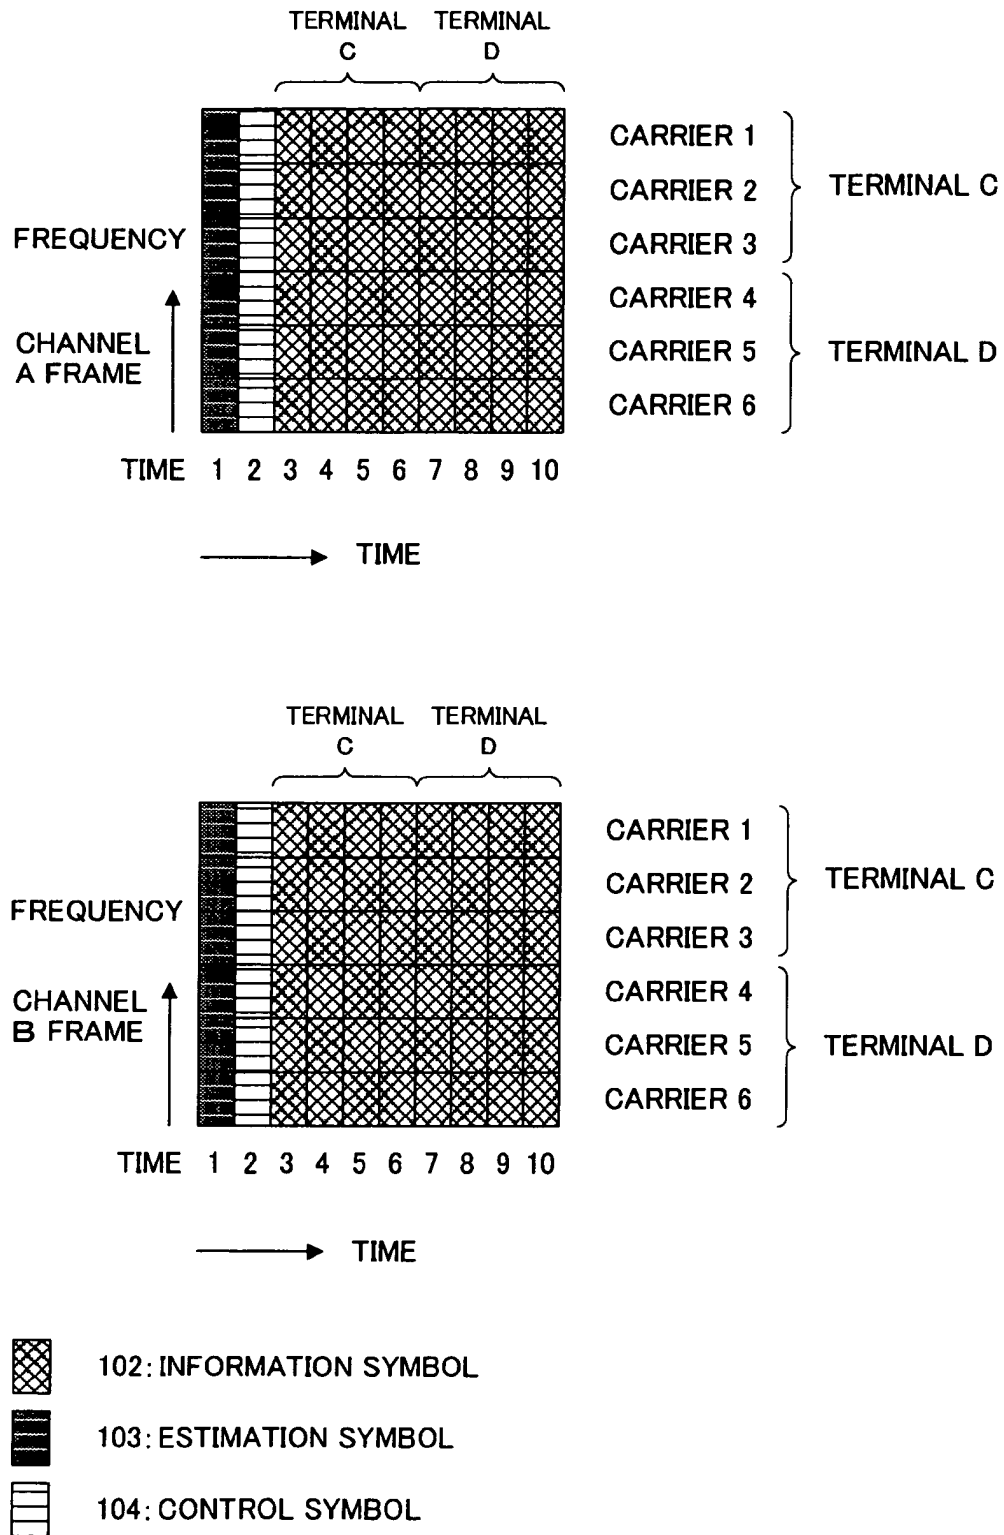 TERMINAL TERMINAL
C D
CARRIER 1
CARRIER 2
CARRIER 3
TERMINAL C
FREQUENCY
CARRIER 4
CARRIER 5
CARRIER 6
TERMINAL D
CHANNEL
A FRAME
TIME 1 2 3 4 5 6 7 8 9 10
TIME
TERMINAL TERMINAL
C D
CARRIER 1
CARRIER 2
CARRIER 3
TERMINAL C
FREQUENCY
CARRIER 4
CARRIER 5
CARRIER 6
TERMINAL D
CHANNEL
B FRAME
TIME 1 2 3 4 5 6 7 8 9 10
TIME
102: INFORMATION SYMBOL
103: ESTIMATION SYMBOL
104: CONTROL SYMBOL